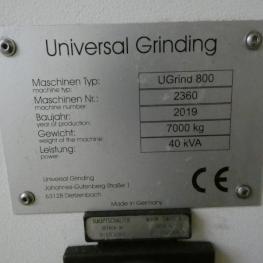 Universal Grinding
Maschinen Typ: UGrind 800
machine typ:
Maschinen Nr.: 2360
machine number:
Baujahr: 2019
year of production:
Gewicht: 7000 kg
weight of the machine:
Leistung: 40 kVA
power:
Universal Grinding
Johannes-Gutenberg Straße 1
63128 Dietzenbach
CE
Made in Germany
HAUPTSCHALTER